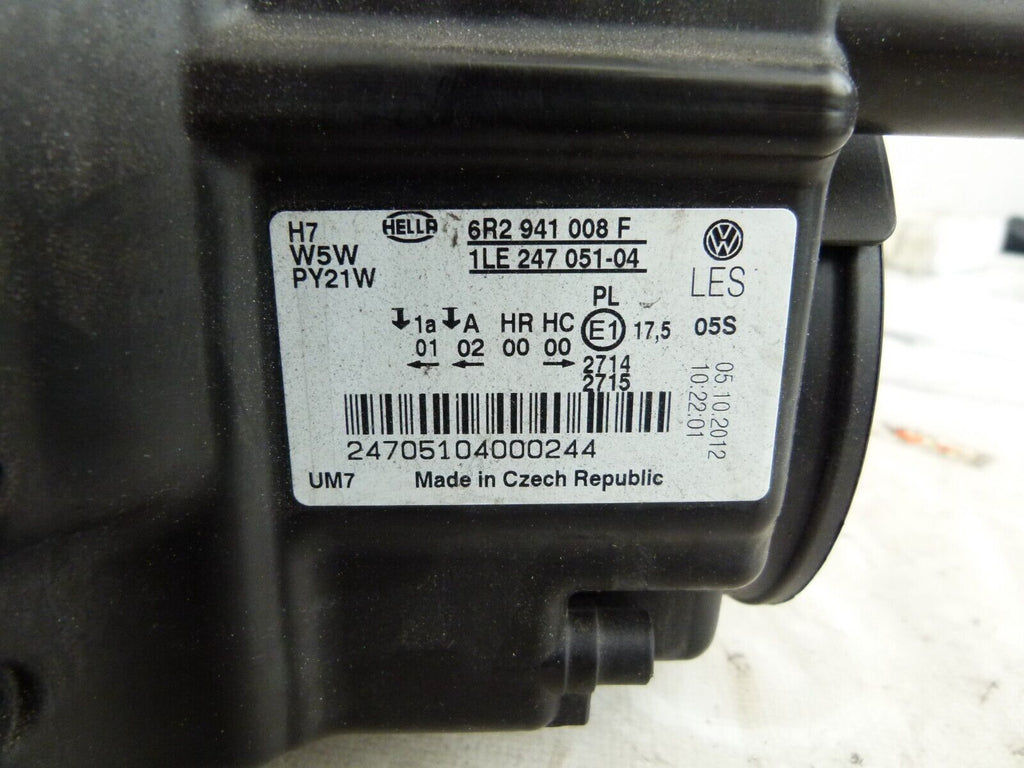 H7
W5W
PY21W
HELLA
6R2 941 008 F
1LE 247 051-04
VW
LES
PL
1a A HR HC E1 17,5 05S
01 02 00 00
2714
2715
05.10.2012
10:22:01
24705104000244
UM7 Made in Czech Republic